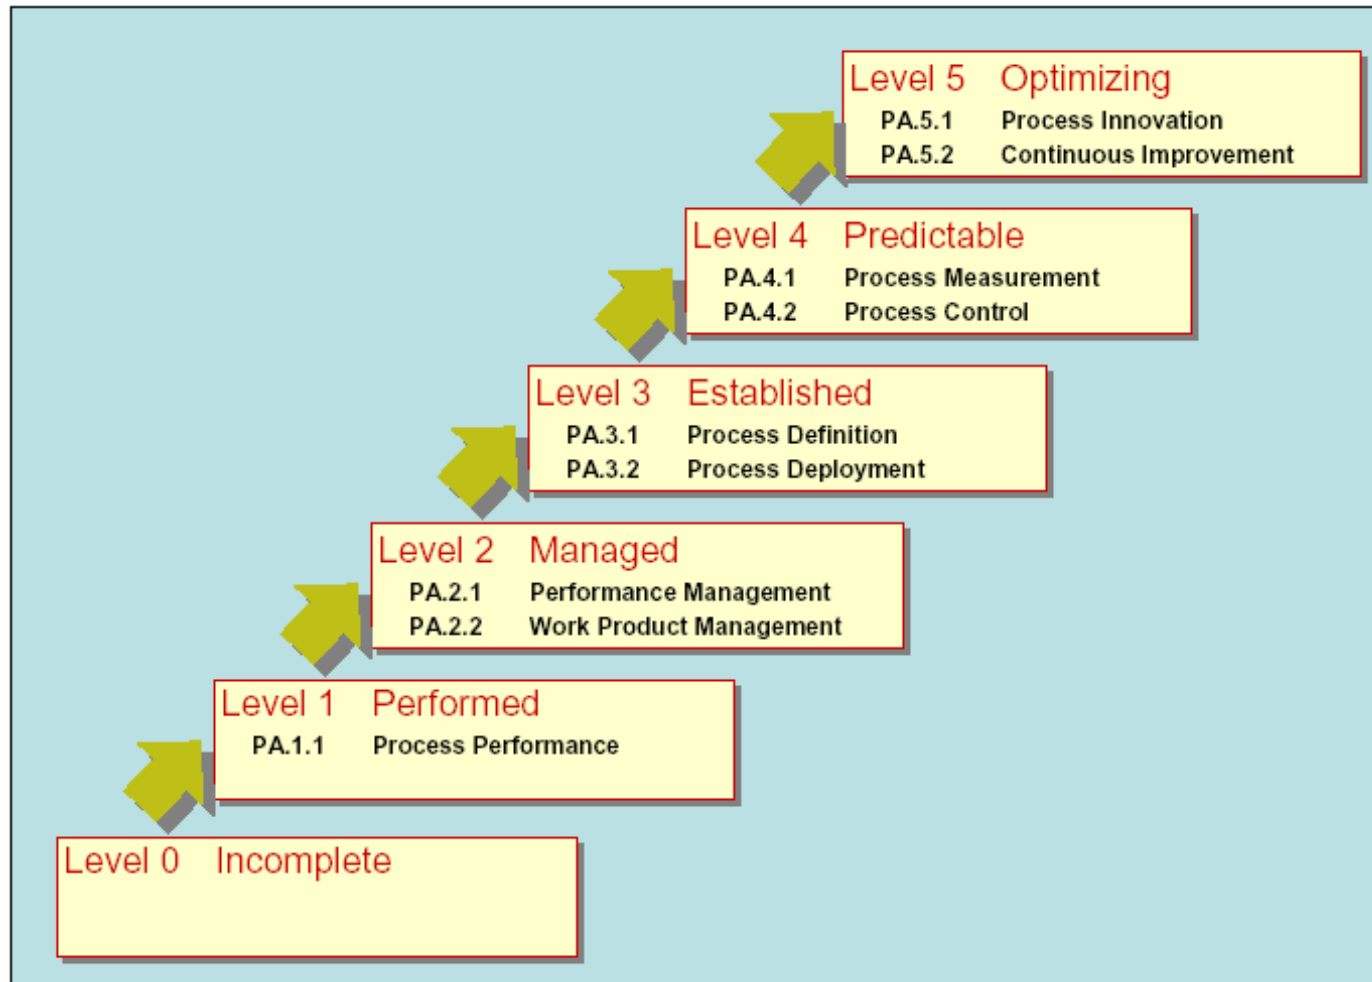 Level 5 Optimizing
PA.5.1 Process Innovation
PA.5.2 Continuous Improvement
Level 4 Predictable
PA.4.1 Process Measurement
PA.4.2 Process Control
Level 3 Established
PA.3.1 Process Definition
PA.3.2 Process Deployment
Level 2 Managed
PA.2.1 Performance Management
PA.2.2 Work Product Management
Level 1 Performed
PA.1.1 Process Performance
Level 0 Incomplete